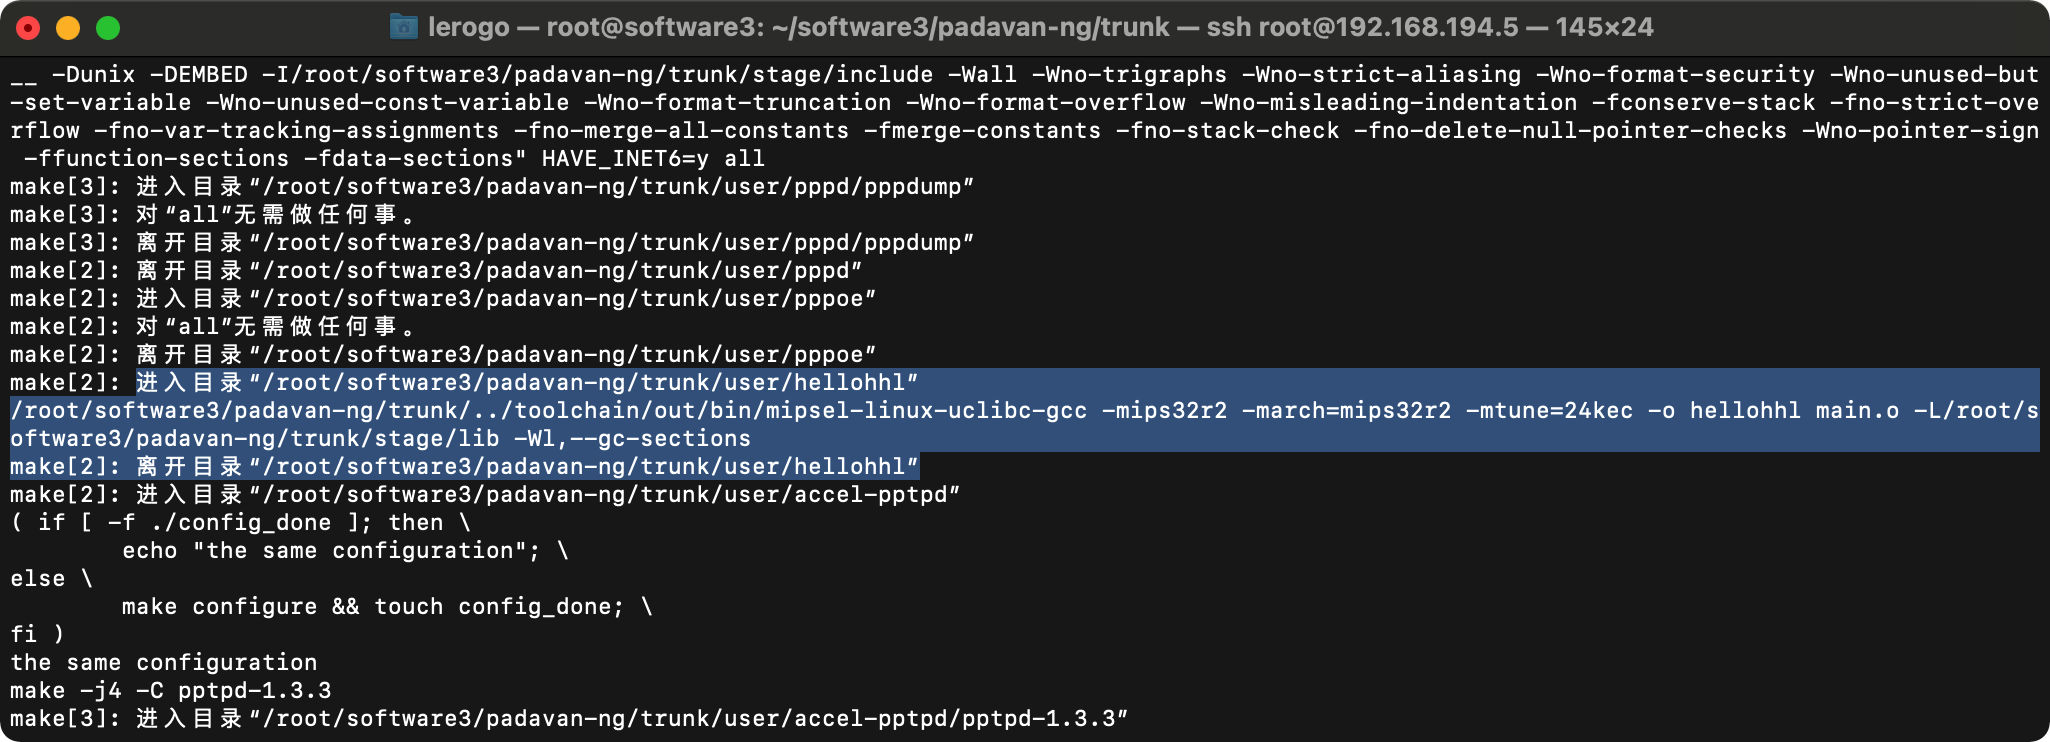 lerogo — root@software3: ~/software3/padavan-ng/trunk — ssh root@192.168.194.5 — 145×24
__ -Dunix -DEMBED -I/root/software3/padavan-ng/trunk/stage/include -Wall -Wno-trigraphs -Wno-strict-aliasing -Wno-format-security -Wno-unused-but
-set-variable -Wno-unused-const-variable -Wno-format-truncation -Wno-format-overflow -Wno-misleading-indentation -fconserve-stack -fno-strict-ove
rflow -fno-var-tracking-assignments -fno-merge-all-constants -fmerge-constants -fno-stack-check -fno-delete-null-pointer-checks -Wno-pointer-sign
 -ffunction-sections -fdata-sections" HAVE_INET6=y all
make[3]: 进入目录“/root/software3/padavan-ng/trunk/user/pppd/pppdump”
make[3]: 对“all”无需做任何事。
make[3]: 离开目录“/root/software3/padavan-ng/trunk/user/pppd/pppdump”
make[2]: 离开目录“/root/software3/padavan-ng/trunk/user/pppd”
make[2]: 进入目录“/root/software3/padavan-ng/trunk/user/pppoe”
make[2]: 对“all”无需做任何事。
make[2]: 离开目录“/root/software3/padavan-ng/trunk/user/pppoe”
make[2]: 进入目录“/root/software3/padavan-ng/trunk/user/hellohhl”
/root/software3/padavan-ng/trunk/../toolchain/out/bin/mipsel-linux-uclibc-gcc -mips32r2 -march=mips32r2 -mtune=24kec -o hellohhl main.o -L/root/s
oftware3/padavan-ng/trunk/stage/lib -Wl,--gc-sections
make[2]: 离开目录“/root/software3/padavan-ng/trunk/user/hellohhl”
make[2]: 进入目录“/root/software3/padavan-ng/trunk/user/accel-pptpd”
( if [ -f ./config_done ]; then \
        echo "the same configuration"; \
else \
        make configure && touch config_done; \
fi )
the same configuration
make -j4 -C pptpd-1.3.3
make[3]: 进入目录“/root/software3/padavan-ng/trunk/user/accel-pptpd/pptpd-1.3.3”